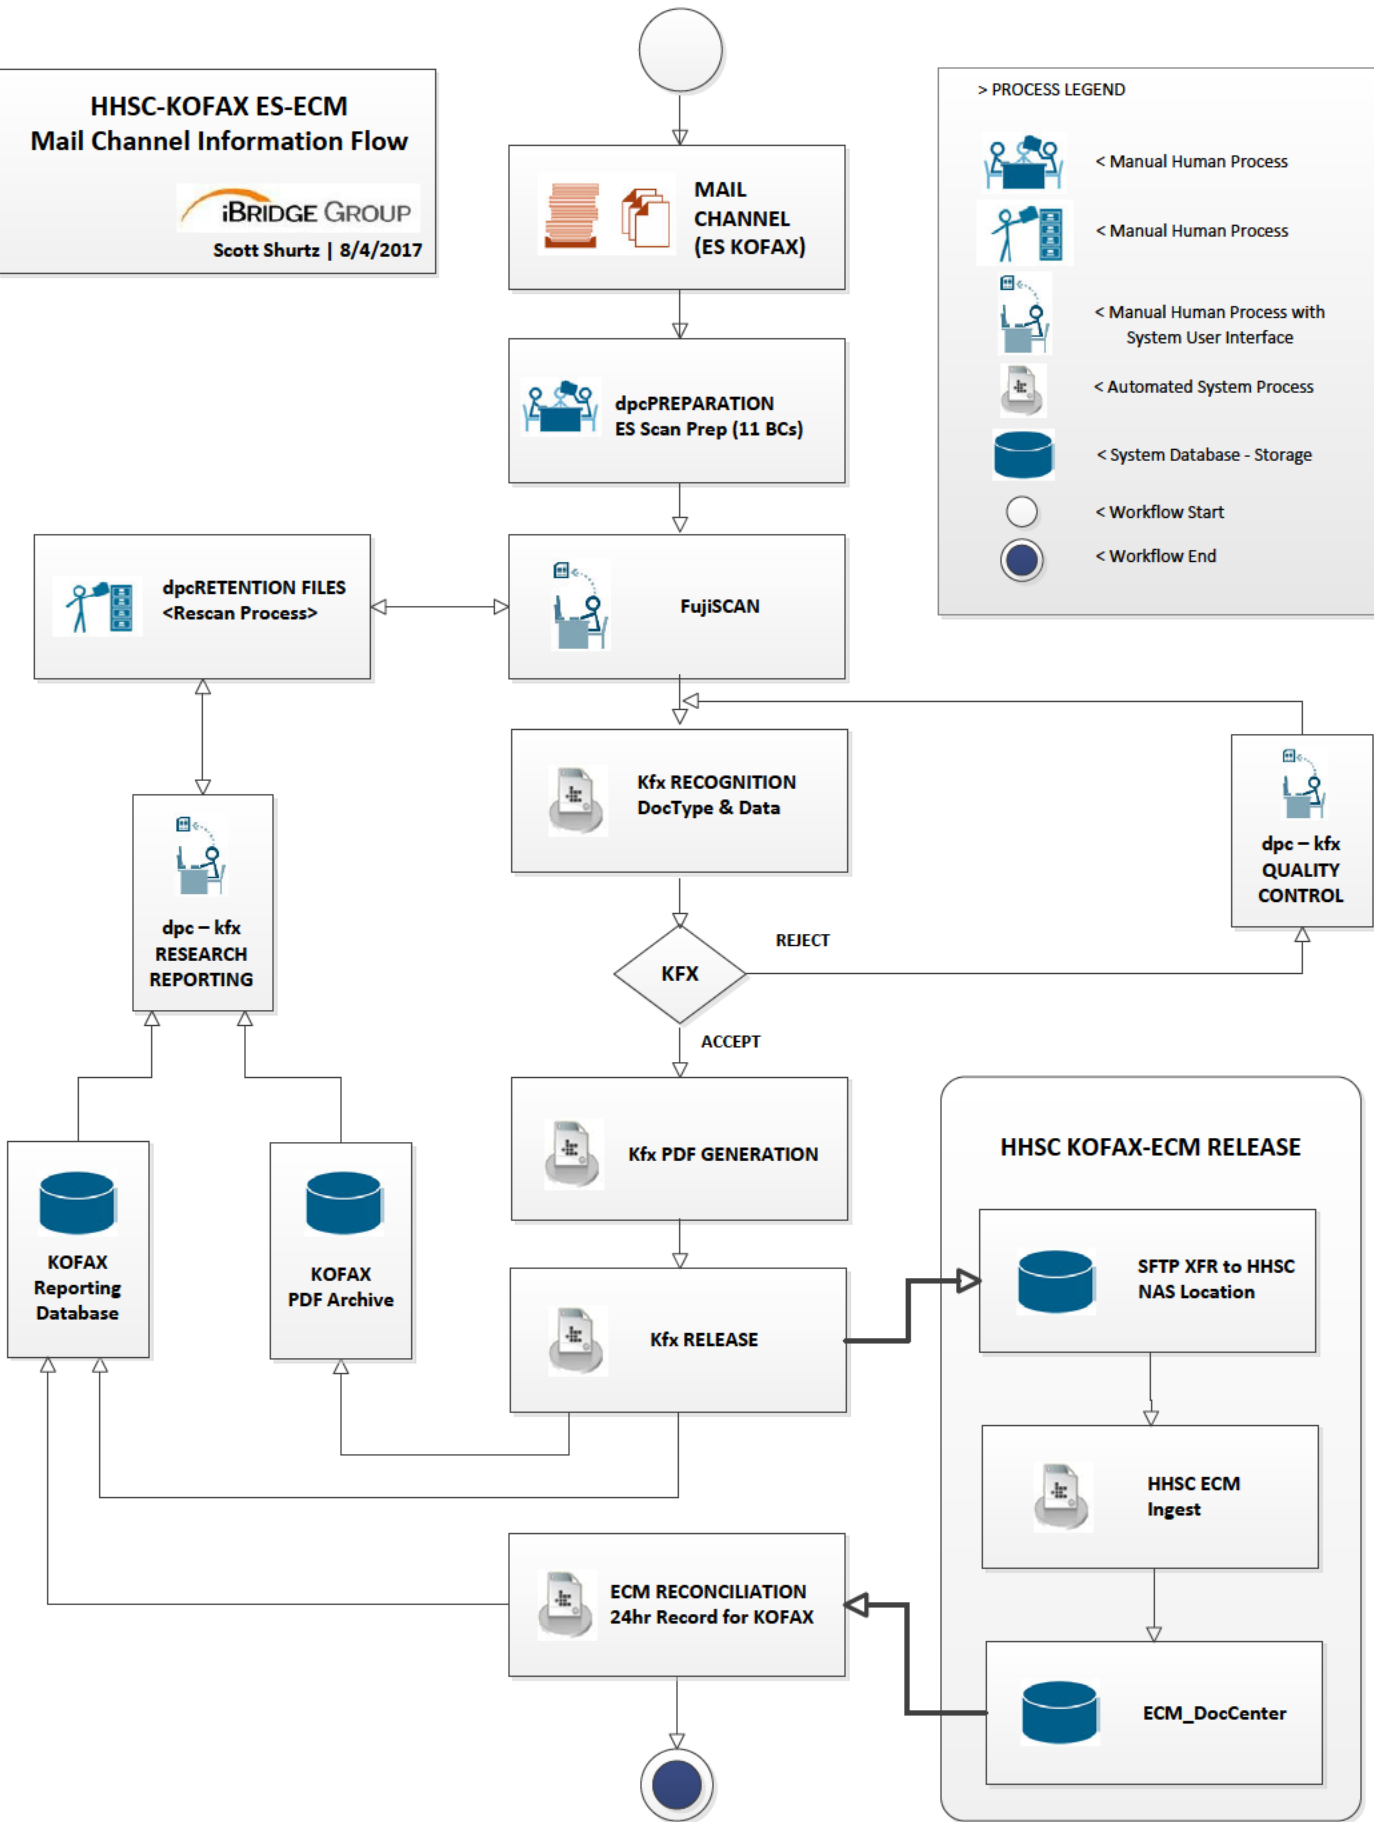 HHSC-KOFAX ES-ECM
Mail Channel Information Flow
iBRIDGE GROUP
Scott Shurtz | 8/4/2017
> PROCESS LEGEND
< Manual Human Process
< Manual Human Process
< Manual Human Process with
System User Interface
< Automated System Process
< System Database - Storage
< Workflow Start
< Workflow End
MAIL
CHANNEL
(ES KOFAX)
dpcPREPARATION
ES Scan Prep (11 BCs)
dpcRETENTION FILES
<Rescan Process>
FujiSCAN
Kfx RECOGNITION
DocType & Data
dpc – kfx
QUALITY
CONTROL
dpc – kfx
RESEARCH
REPORTING
KFX
REJECT
ACCEPT
Kfx PDF GENERATION
HHSC KOFAX-ECM RELEASE
KOFAX
Reporting
Database
KOFAX
PDF Archive
Kfx RELEASE
SFTP XFR to HHSC
NAS Location
HHSC ECM
Ingest
ECM RECONCILIATION
24hr Record for KOFAX
ECM_DocCenter